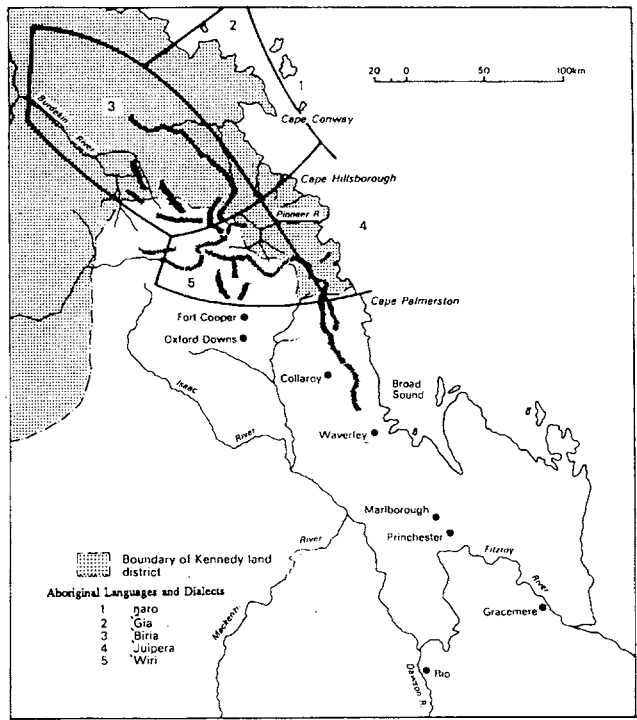 2
1
20 0 50 100km
3
Burdekin
River
Cape Conway
Cape Hillsborough
Pioneer R
4
5
Cape Palmerston
Fort Cooper
Oxford Downs
Isaac
River
Collaroy
Broad
Sound
Waverley
Marlborough
Princhester
River
Fitzroy
River
Mackenzi
Gracemere
Dawson R.
Rio
Boundary of Kennedy land
district
Aboriginal Languages and Dialects
1 ŋaro
2 Gia
3 Biria
4 Juipera
5 Wiri